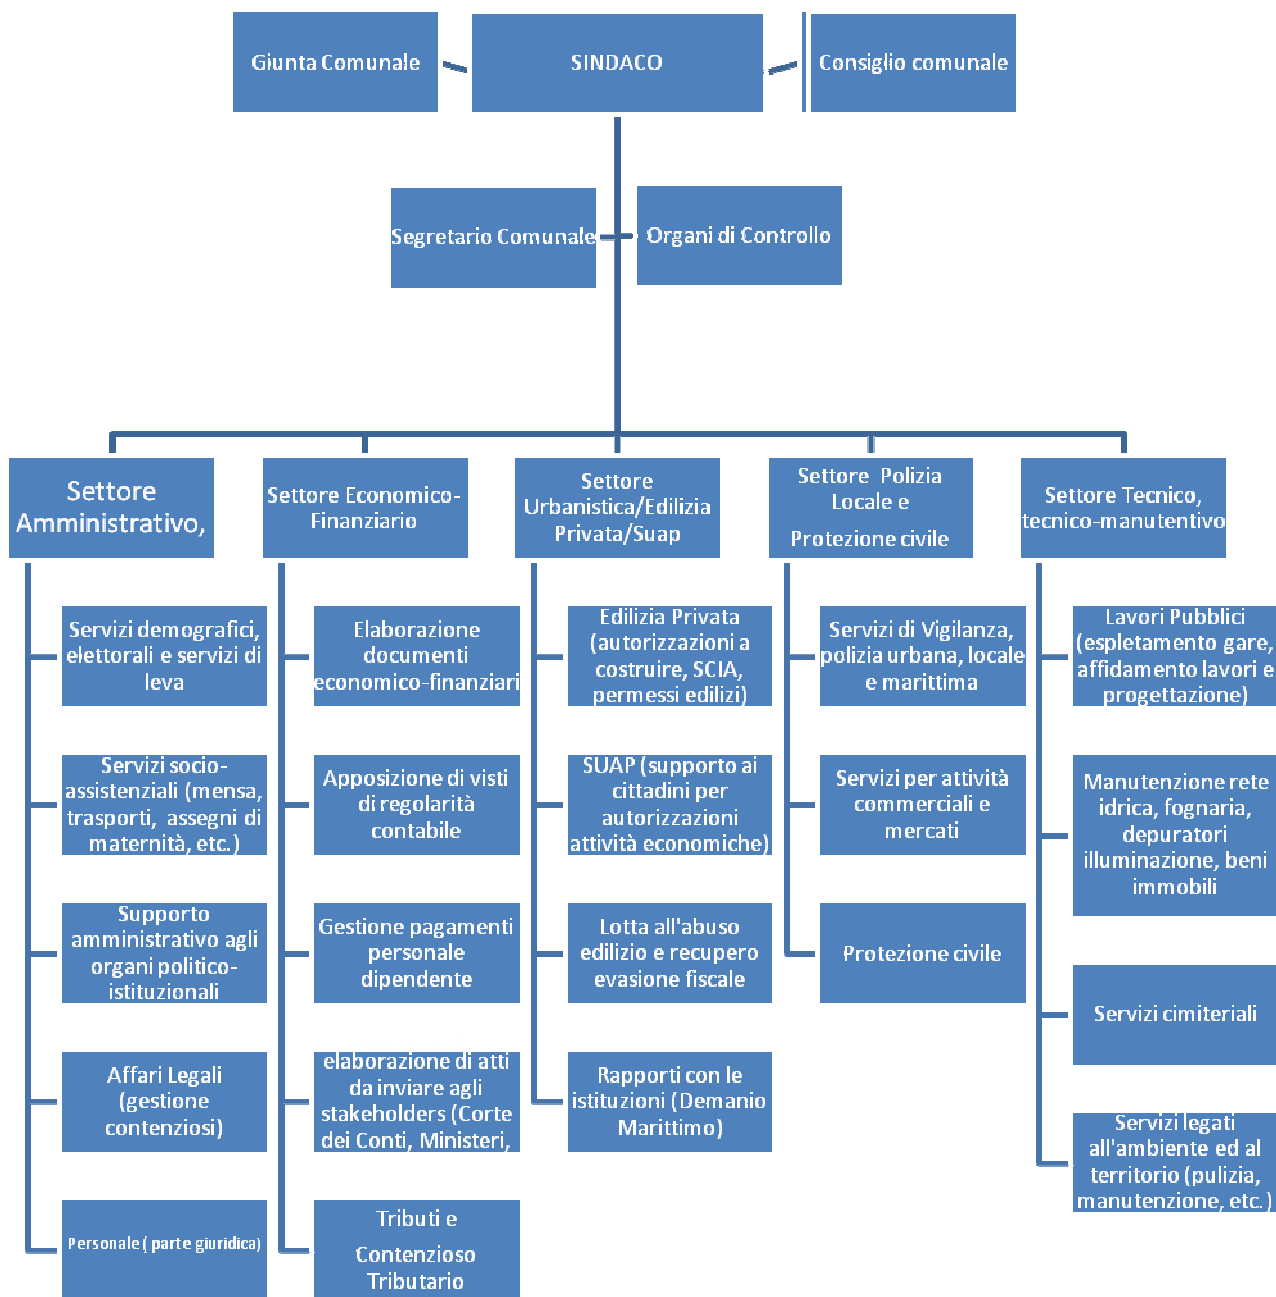 Giunta Comunale
SINDACO
Consiglio comunale
Segretario Comunale
Organi di Controllo
Settore
Amministrativo,
Settore Economico-
Finanziario
Settore
Urbanistica/Edilizia
Privata/Suap
Settore Polizia
Locale e
Protezione civile
Settore Tecnico,
tecnico-manutentivo
Servizi demografici,
elettorali e servizi di
leva
Servizi socio-
assistenziali (mensa,
trasporti, assegni di
maternità, etc.)
Supporto
amministrativo agli
organi politico-
istituzionali
Affari Legali
(gestione
contenziosi)
Personale ( parte giuridica)
Elaborazione
documenti
economico-finanziari
Apposizione di visti
di regolarità
contabile
Gestione pagamenti
personale
dipendente
elaborazione di atti
da inviare agli
stakeholders (Corte
dei Conti, Ministeri,
Tributi e
Contenzioso
Tributario
Edilizia Privata
(autorizzazioni a
costruire, SCIA,
permessi edilizi)
SUAP (supporto ai
cittadini per
autorizzazioni
attività economiche)
Lotta all'abuso
edilizio e recupero
evasione fiscale
Rapporti con le
istituzioni (Demanio
Marittimo)
Servizi di Vigilanza,
polizia urbana, locale
e marittima
Servizi per attività
commerciali e
mercati
Protezione civile
Lavori Pubblici
(espletamento gare,
affidamento lavori e
progettazione)
Manutenzione rete
idrica, fognaria,
depuratori
illuminazione, beni
immobili
Servizi cimiteriali
Servizi legati
all'ambiente ed al
territorio (pulizia,
manutenzione, etc.)